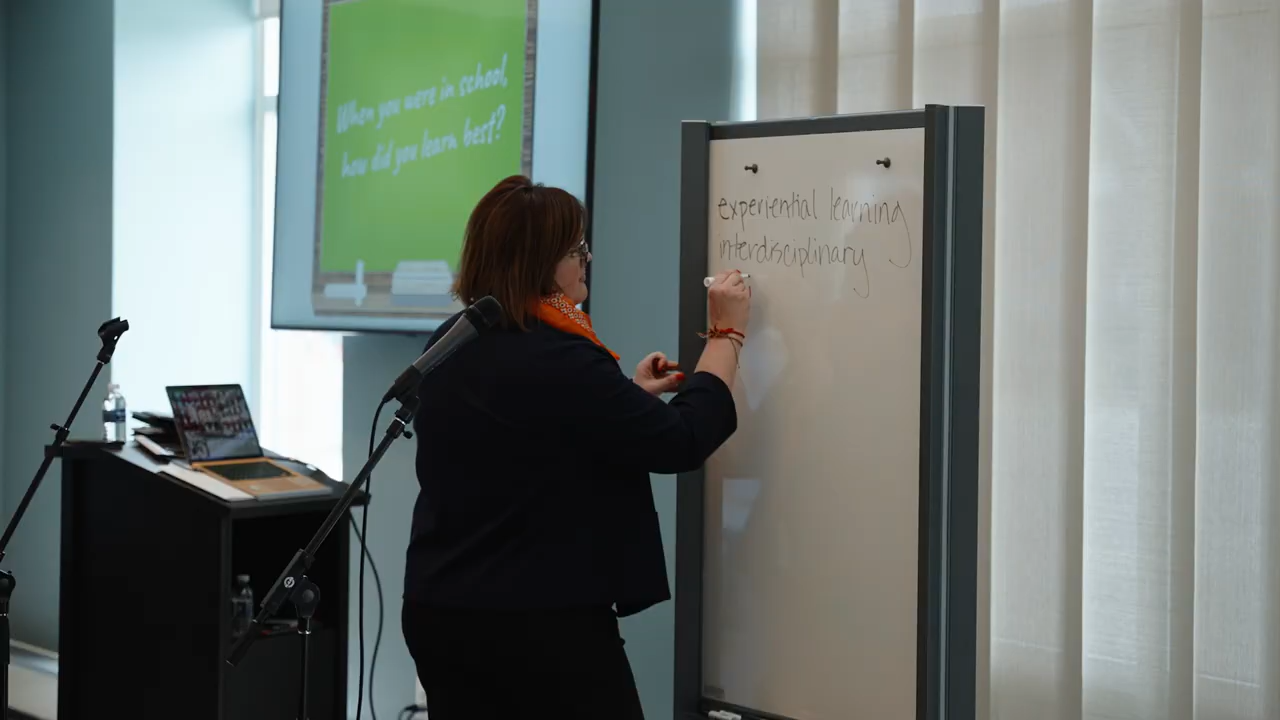 When you were in school,
how did you learn best?
experiential learning
interdisciplinary